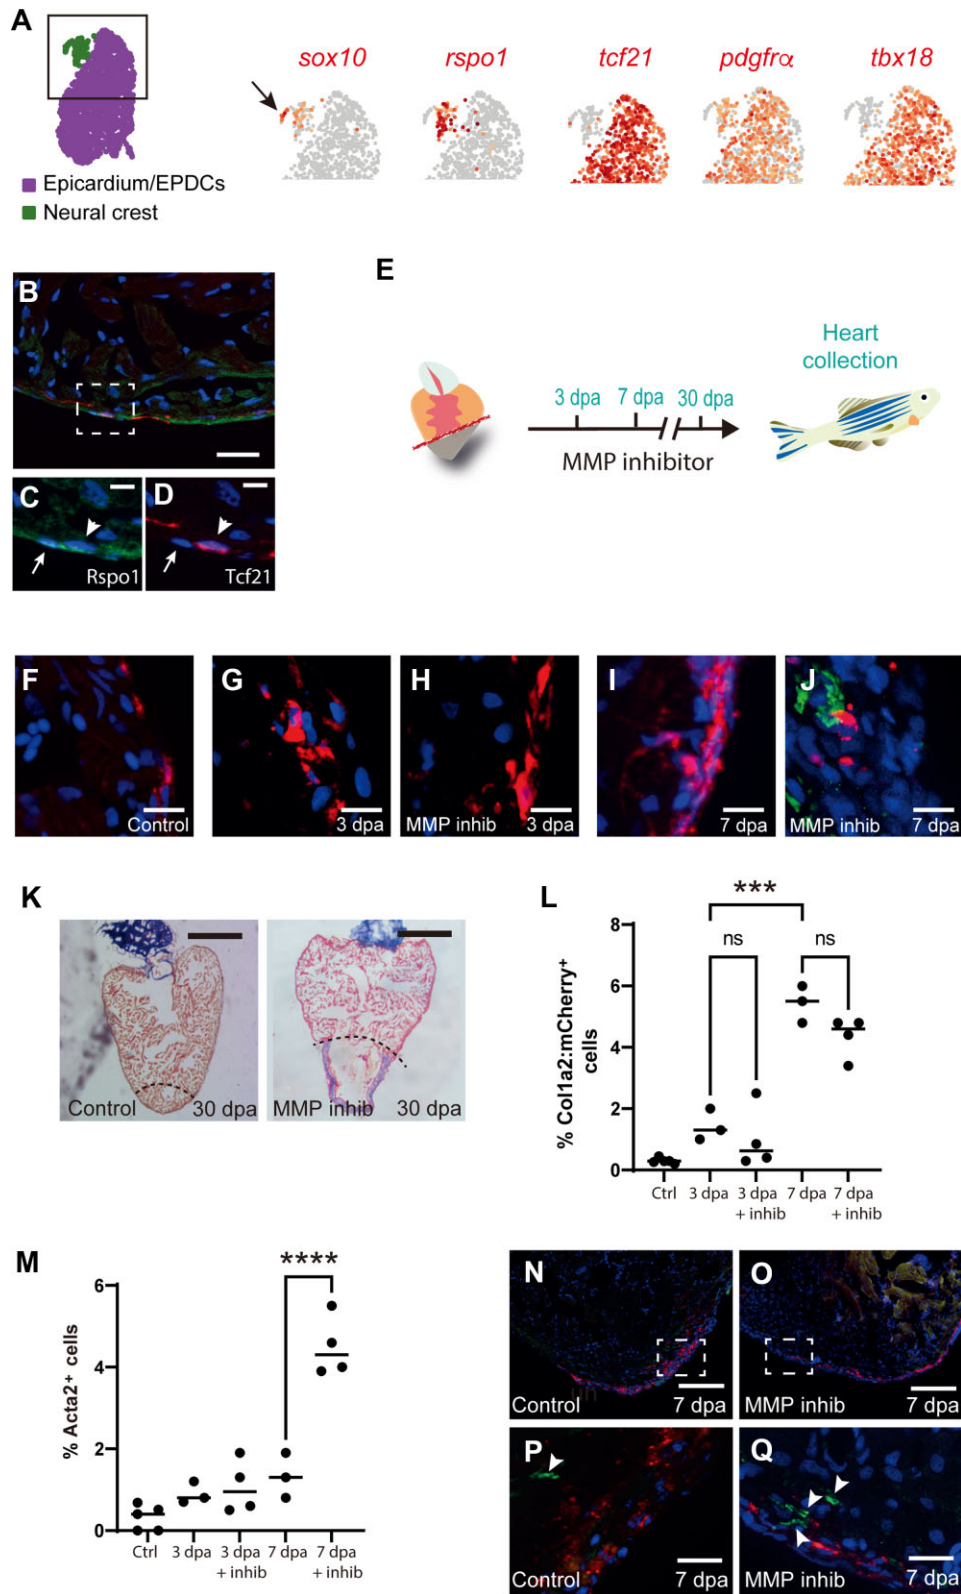 A
sox10 rspo1 tcf21 pdgfrα tbx18
Epicardium/EPDCs
Neural crest
B
E
Heart
collection
3 dpa 7 dpa 30 dpa
MMP inhibitor
C D
Rspo1 Tcf21
F G H I J
Control 3 dpa MMP inhib 3 dpa 7 dpa MMP inhib 7 dpa
K
Control 30 dpa MMP inhib 30 dpa
L
***
ns ns
8
6
4
2
0
% Col1a2:mCherry+
cells
Ctrl 3 dpa 3 dpa 7 dpa 7 dpa
+ inhib + inhib
M
****
6
4
2
0
% Acta2+ cells
Ctrl 3 dpa 3 dpa 7 dpa 7 dpa
+ inhib + inhib
N O
Control 7 dpa MMP inhib 7 dpa
P Q
Control 7 dpa MMP inhib 7 dpa